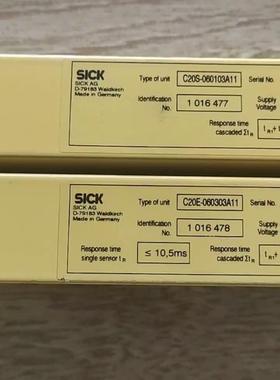 SICK
SICK AG
D-79183 Waldkirch
Made in Germany
Type of unit C20S-060103A11 Serial No.
Identification No. 1 016 477 Supply Voltage
Response time cascaded Σt R t R1+ t
SICK
SICK AG
D-79183 Waldkirch
Made in Germany
Type of unit C20E-060303A11 Serial No.
Identification No. 1 016 478 Supply Voltage
Response time single sensor t R ≤ 10,5ms Response time cascaded Σt R t R1+